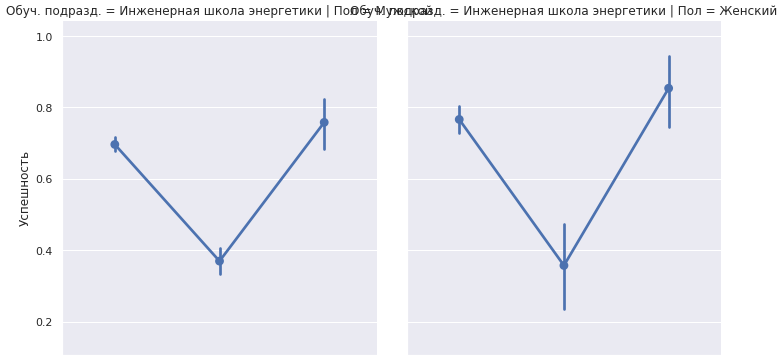 Обуч. подразд. = Инженерная школа энергетики | Пол = Мужской
Обуч. подразд. = Инженерная школа энергетики | Пол = Женский
1.0
0.8
0.6
0.4
0.2
Успешность